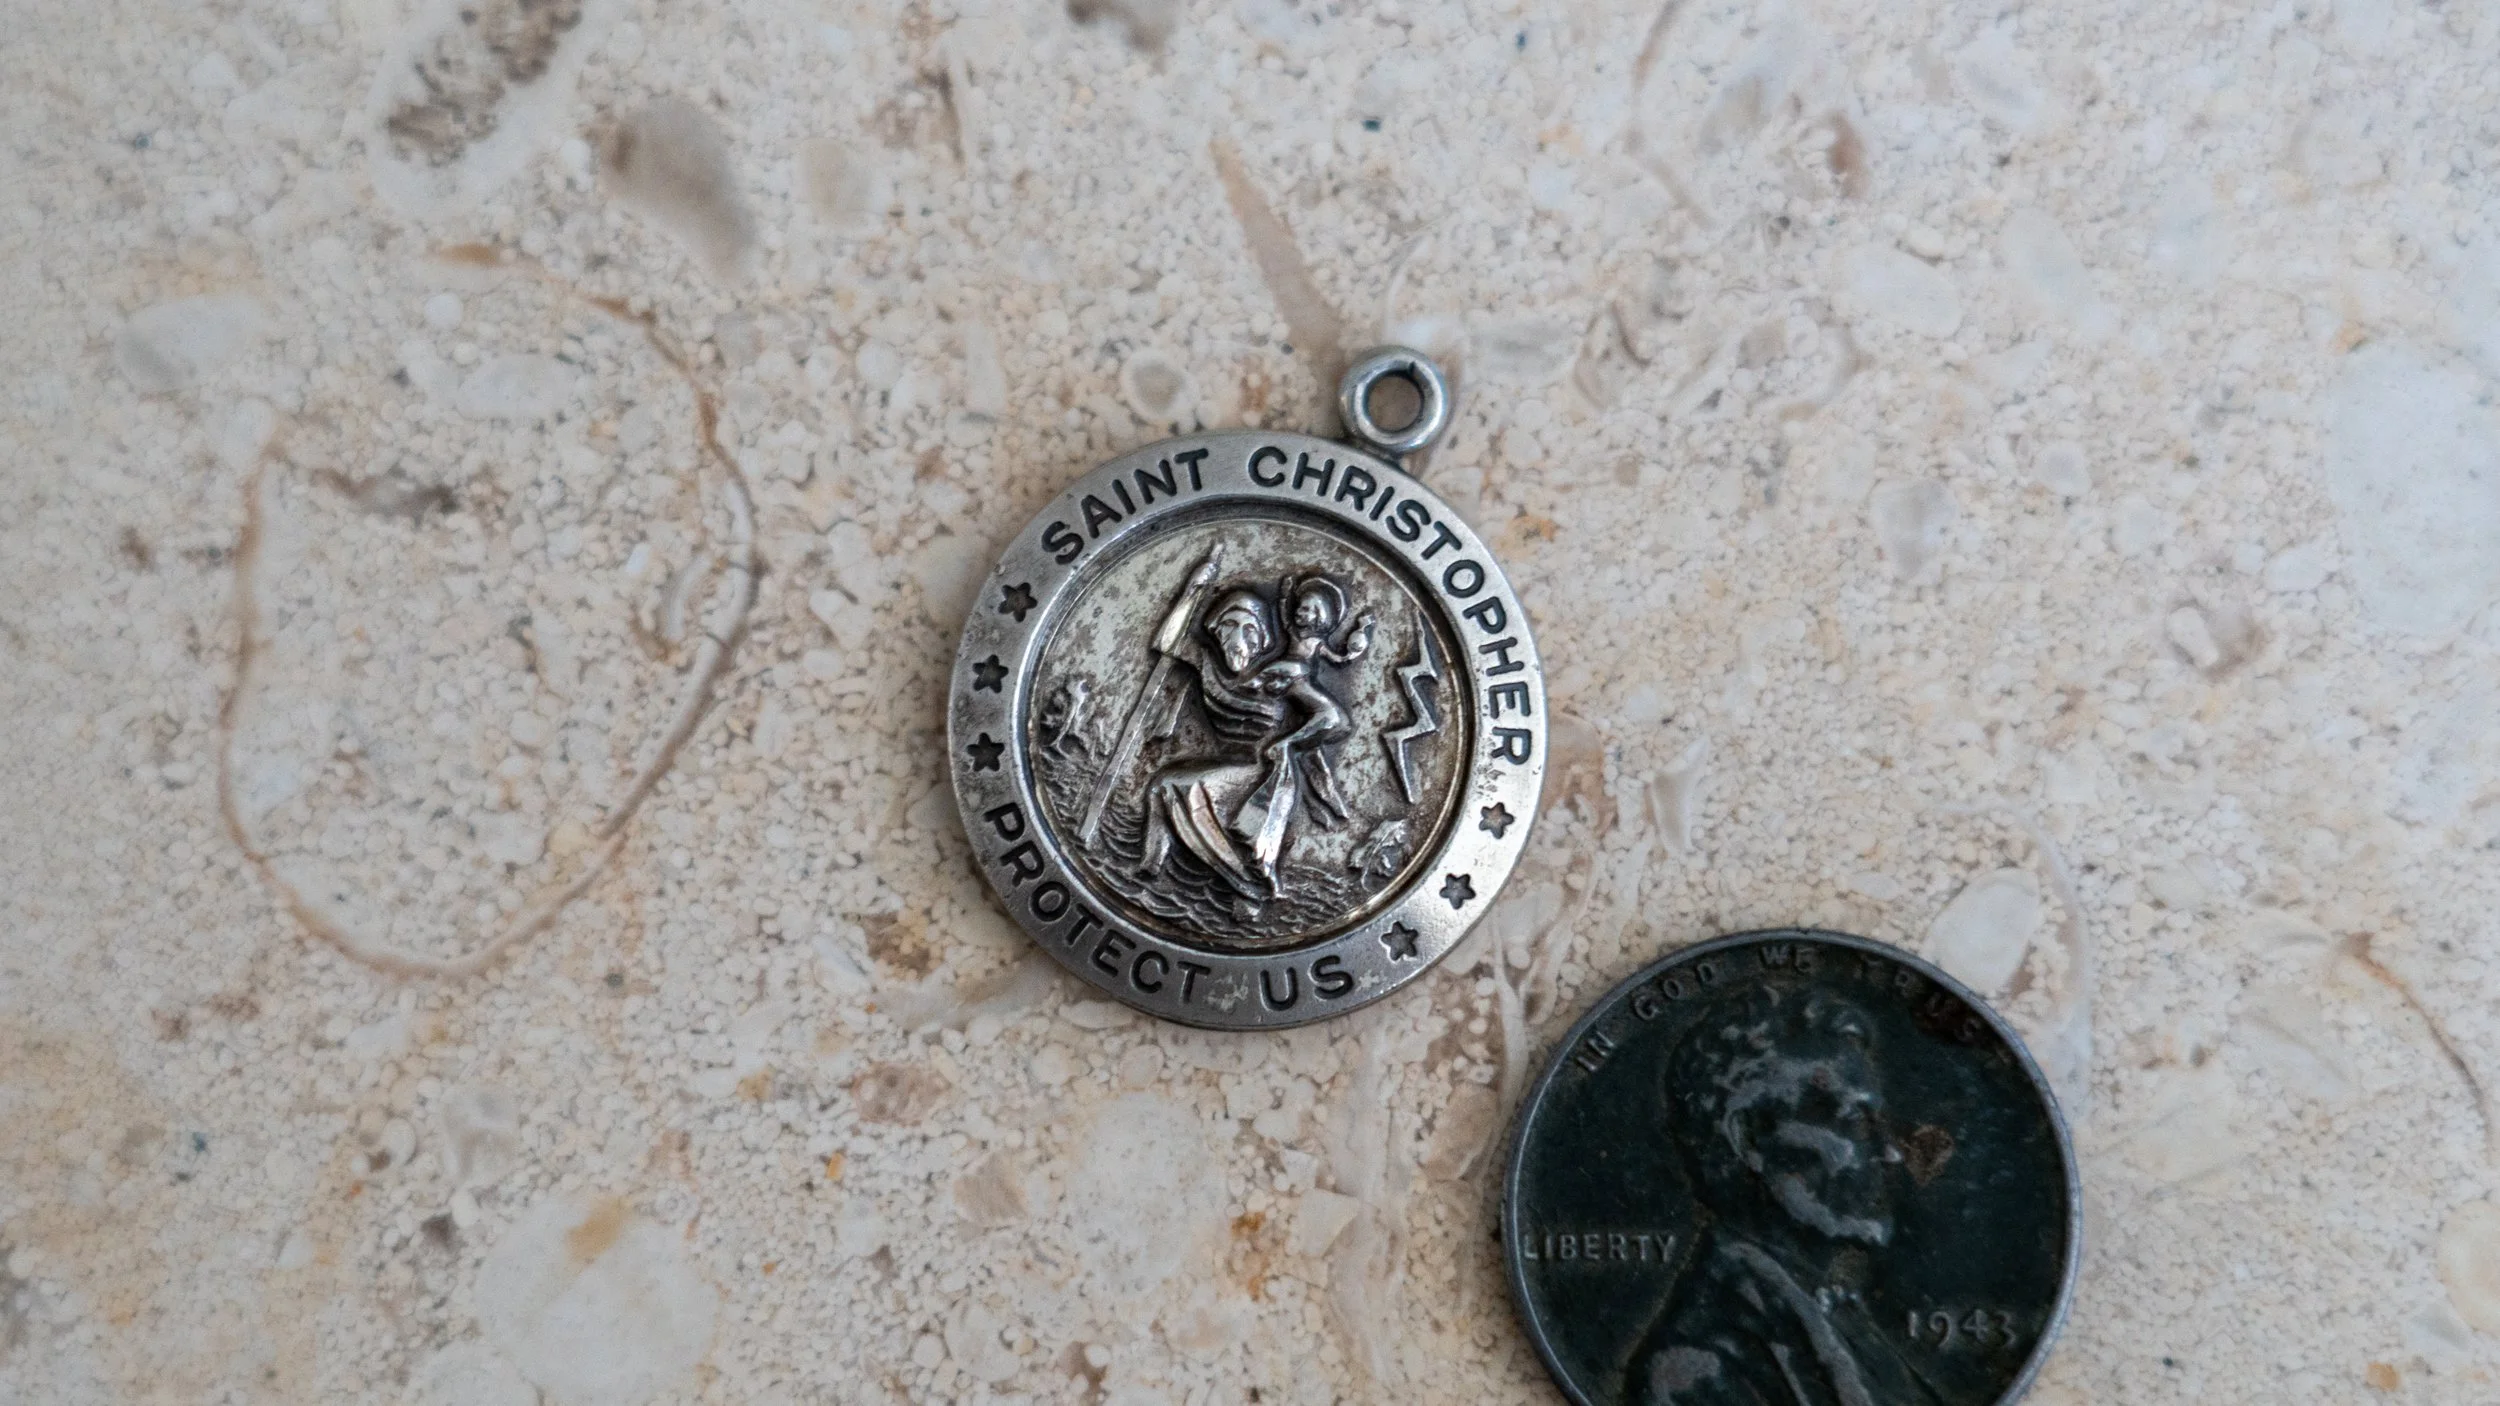 SAINT CHRISTOPHER
PROTECT US
IN GOD WE TRUST
LIBERTY
1943